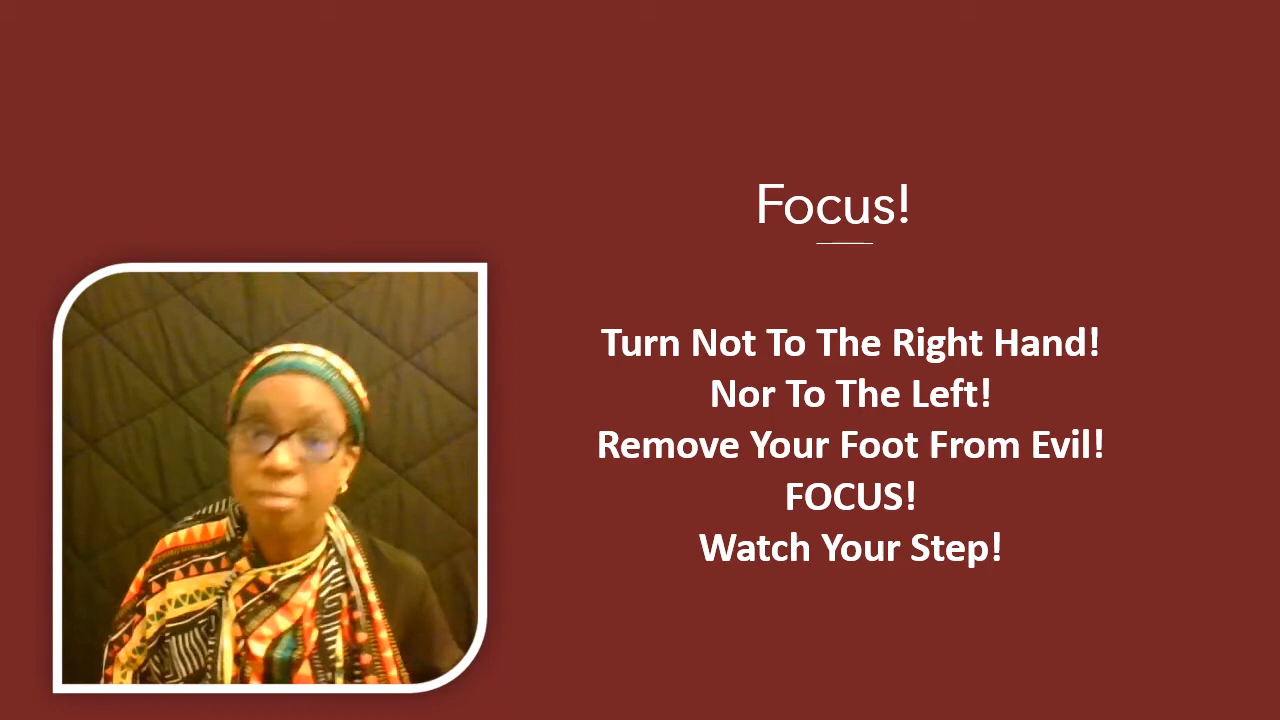 Focus!
Turn Not To The Right Hand!
Nor To The Left!
Remove Your Foot From Evil!
FOCUS!
Watch Your Step!